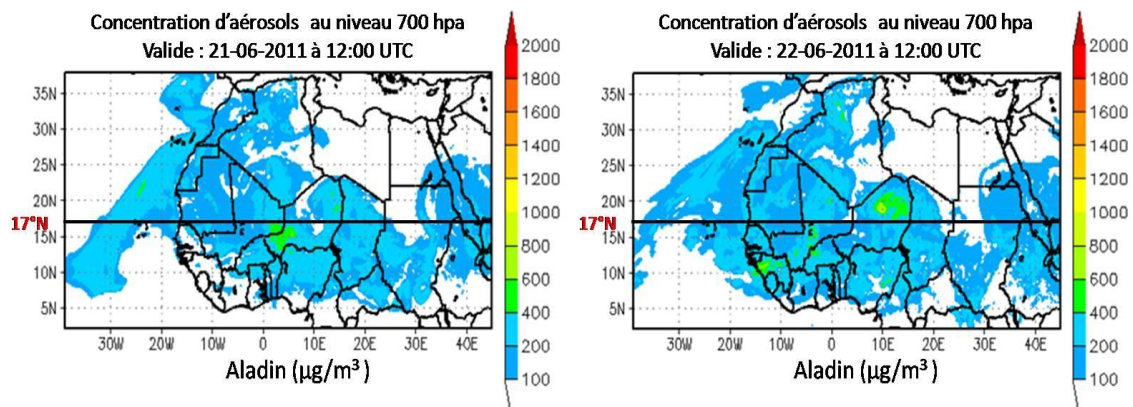 Concentration d'aérosols au niveau 700 hpa
Valide : 21-06-2011 à 12:00 UTC
35N
30N
25N
20N
17°N
15N
10N
5N
30W
20W
10W
0
10E
20E
30E
40E
Aladin (µg/m³ )
2000
1800
1600
1400
1200
1000
800
600
400
200
100
Concentration d'aérosols au niveau 700 hpa
Valide : 22-06-2011 à 12:00 UTC
35N
30N
25N
20N
17°N
15N
10N
5N
30W
20W
10W
0
10E
20E
30E
40E
Aladin (µg/m³ )
2000
1800
1600
1400
1200
1000
800
600
400
200
100